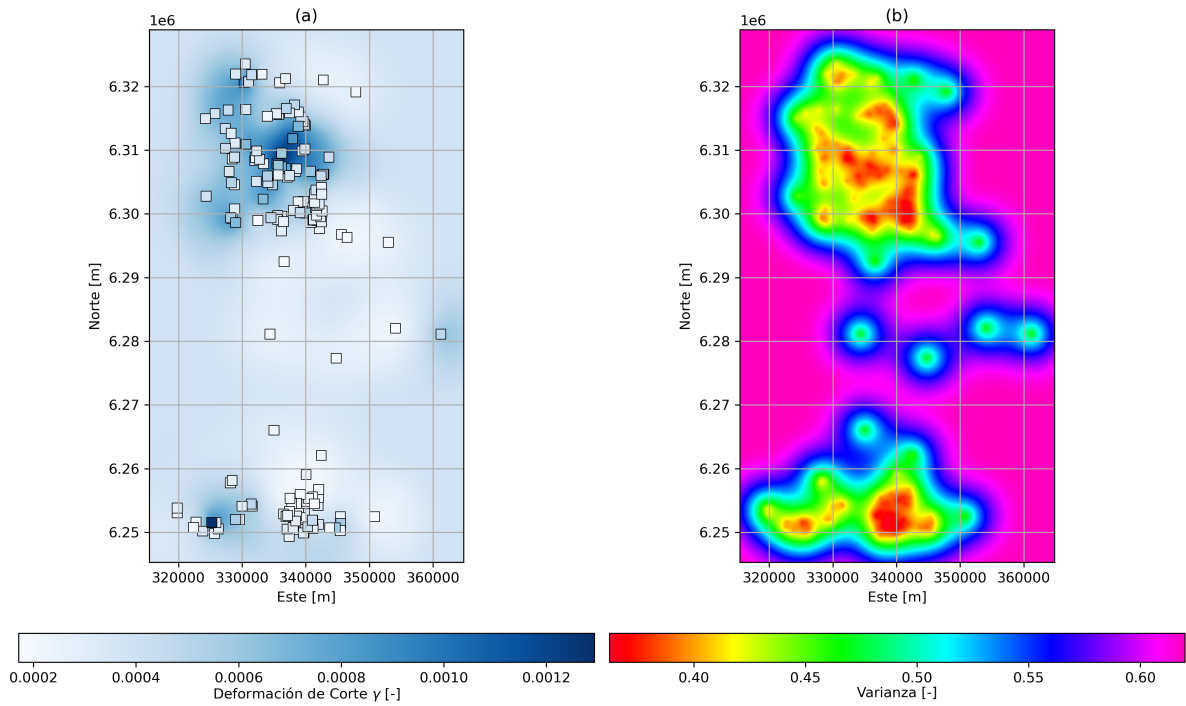 (a)
1e6
6.32
6.31
6.30
6.29
6.28
6.27
6.26
6.25
Norte [m]
320000 330000 340000 350000 360000
Este [m]
(b)
1e6
6.32
6.31
6.30
6.29
6.28
6.27
6.26
6.25
Norte [m]
320000 330000 340000 350000 360000
Este [m]
0.0002 0.0004 0.0006 0.0008 0.0010 0.0012
Deformación de Corte γ [-]
0.40 0.45 0.50 0.55 0.60
Varianza [-]